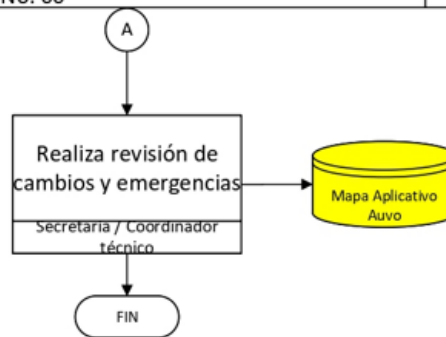 A
Realiza revisión de
cambios y emergencias
Mapa Aplicativo
Auvo
Secretaria / Coordinador
técnico
FIN